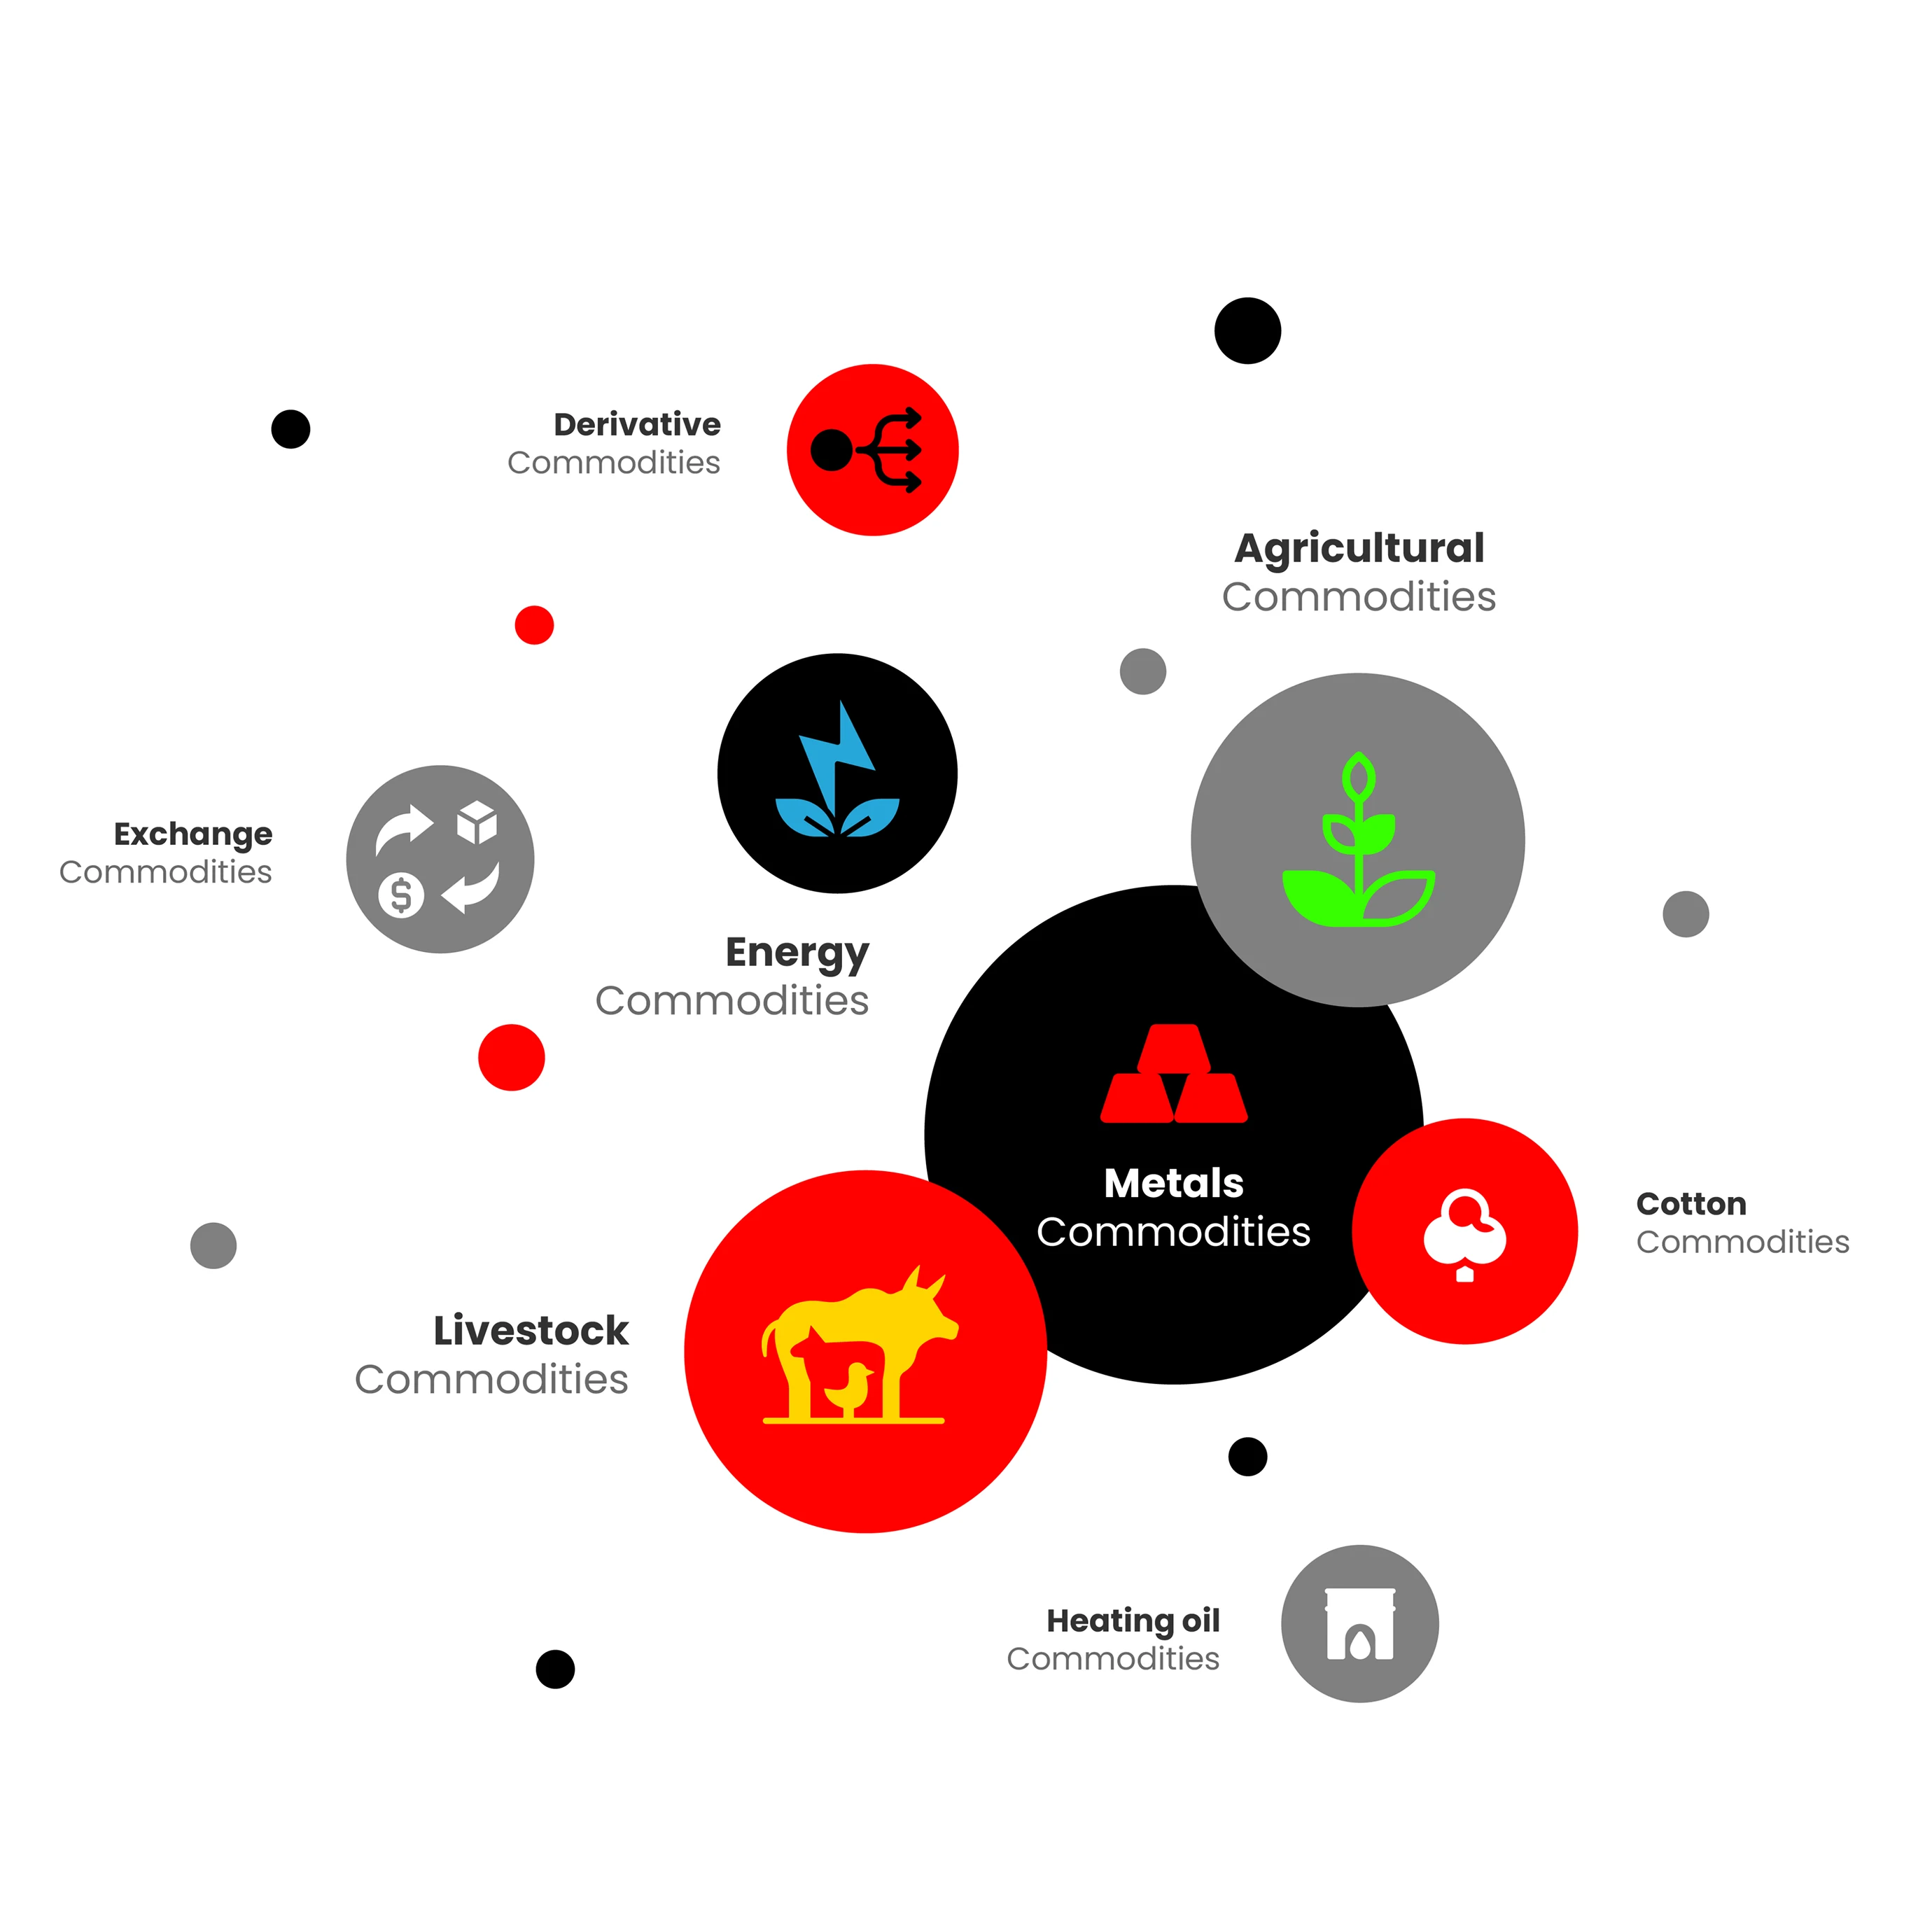 Derivative
Commodities
Agricultural
Commodities
Exchange
Commodities
$
Energy
Commodities
Metals
Commodities
Cotton
Commodities
Livestock
Commodities
Heating oil
Commodities